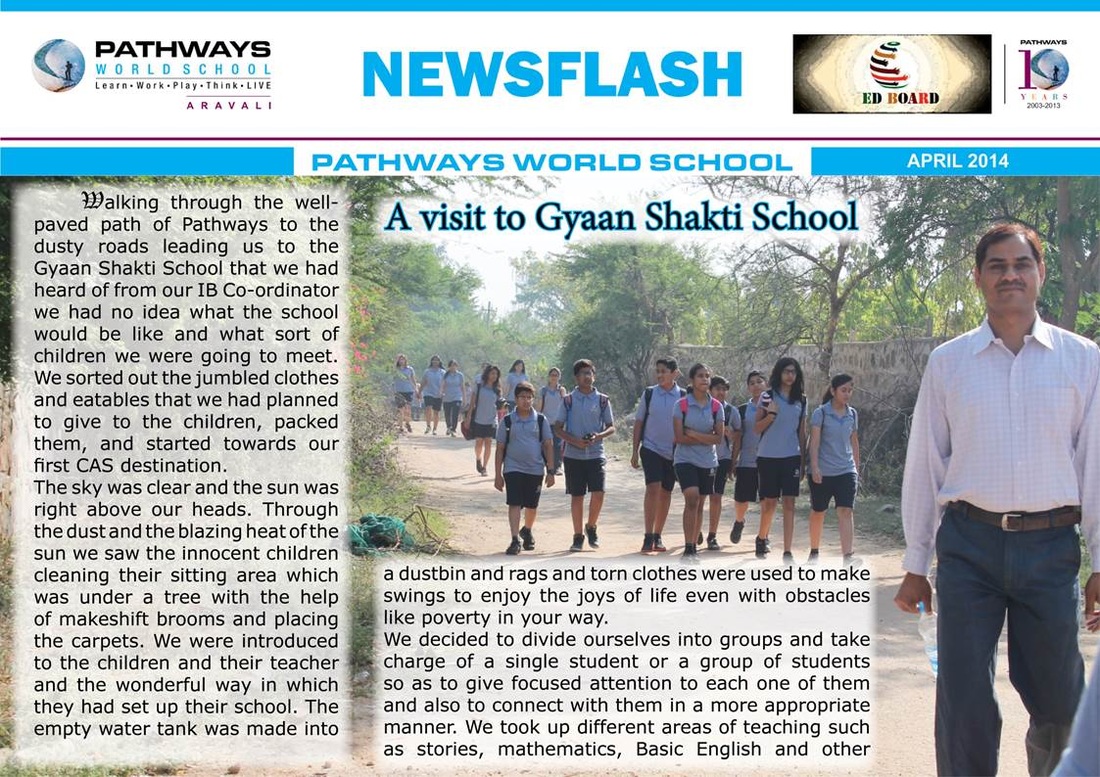 PATHWAYS
WORLD SCHOOL
Learn•Work•Play•Think•LIVE
ARAVALI
NEWSFLASH
ED BOARD
PATHWAYS
10
YEARS
2003-2013
PATHWAYS WORLD SCHOOL
APRIL 2014
A visit to Gyaan Shakti School
Walking through the well-
paved path of Pathways to the
dusty roads leading us to the
Gyaan Shakti School that we had
heard of from our IB Co-ordinator
we had no idea what the school
would be like and what sort of
children we were going to meet.
We sorted out the jumbled clothes
and eatables that we had planned
to give to the children, packed
them, and started towards our
first CAS destination.
The sky was clear and the sun was
right above our heads. Through
the dust and the blazing heat of the
sun we saw the innocent children
cleaning their sitting area which
was under a tree with the help
of makeshift brooms and placing
the carpets. We were introduced
to the children and their teacher
and the wonderful way in which
they had set up their school. The
empty water tank was made into
a dustbin and rags and torn clothes were used to make
swings to enjoy the joys of life even with obstacles
like poverty in your way.
We decided to divide ourselves into groups and take
charge of a single student or a group of students
so as to give focused attention to each one of them
and also to connect with them in a more appropriate
manner. We took up different areas of teaching such
as stories, mathematics, Basic English and other